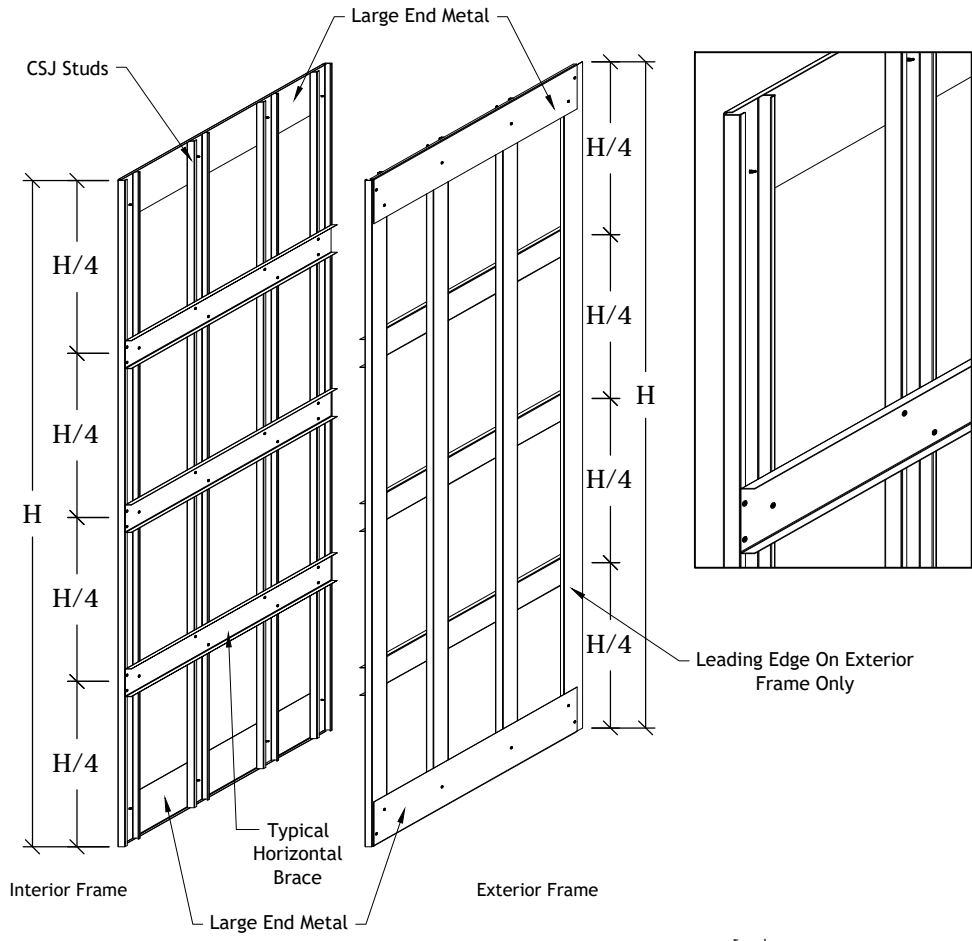 Large End Metal
CSJ Studs
H/4
H/4
H/4
H/4
H
H/4
H/4
H/4
H/4
H
Leading Edge On Exterior
Frame Only
Typical
Horizontal
Brace
Interior Frame
Exterior Frame
Large End Metal